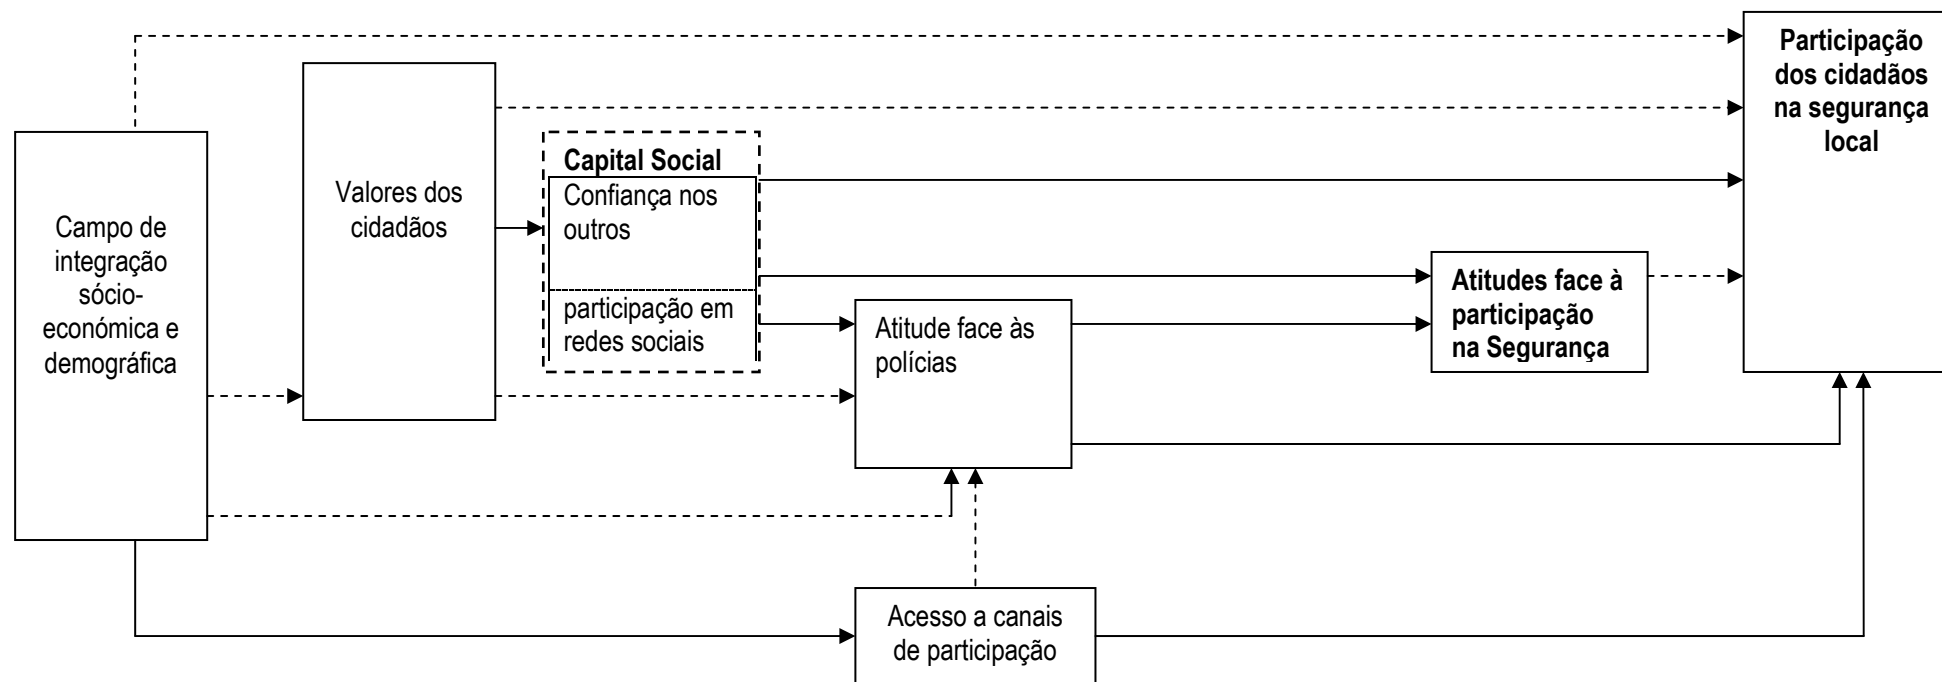 Participação
dos cidadãos
na segurança
local
Capital Social
Confiança nos
outros
participação em
redes sociais
Valores dos
cidadãos
Campo de
integração
sócio-
económica e
demográfica
Atitudes face à
participação
na Segurança
Atitude face às
polícias
Acesso a canais
de participação